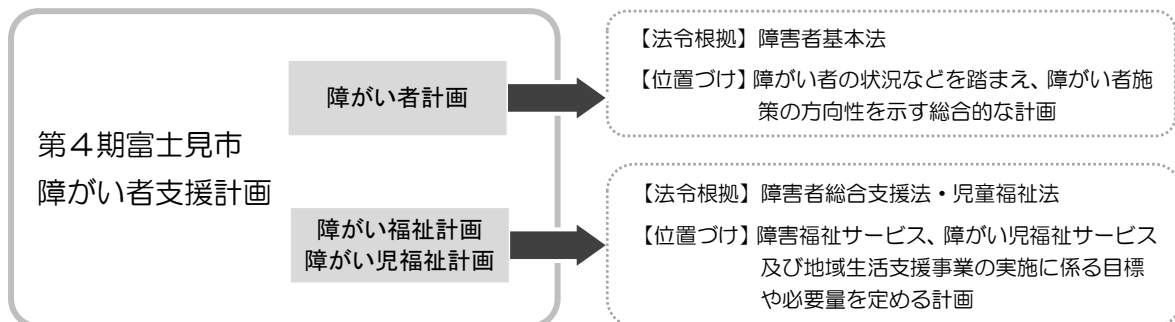 第４期富士見市
障がい者支援計画
障がい者計画
【法令根拠】障害者基本法
【位置づけ】障がい者の状況などを踏まえ、障がい者施
策の方向性を示す総合的な計画
障がい福祉計画
障がい児福祉計画
【法令根拠】障害者総合支援法・児童福祉法
【位置づけ】障害福祉サービス、障がい児福祉サービス
及び地域生活支援事業の実施に係る目標
や必要量を定める計画